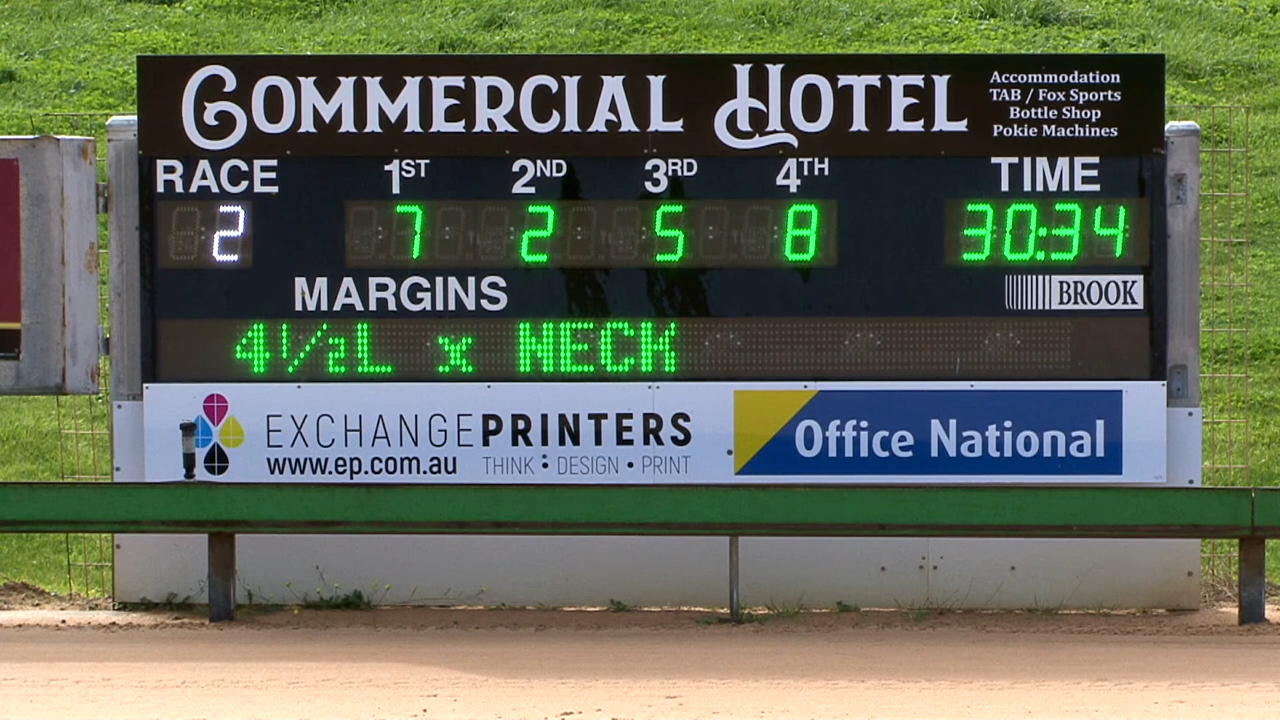 COMMERCIAL HOTEL
Accommodation
TAB / Fox Sports
Bottle Shop
Pokie Machines
RACE 1ST 2ND 3RD 4TH TIME
2 7 2 5 8 30:34
MARGINS
BROOK
4½L x NECK
EXCHANGEPRINTERS
www.ep.com.au THINK • DESIGN • PRINT
Office National